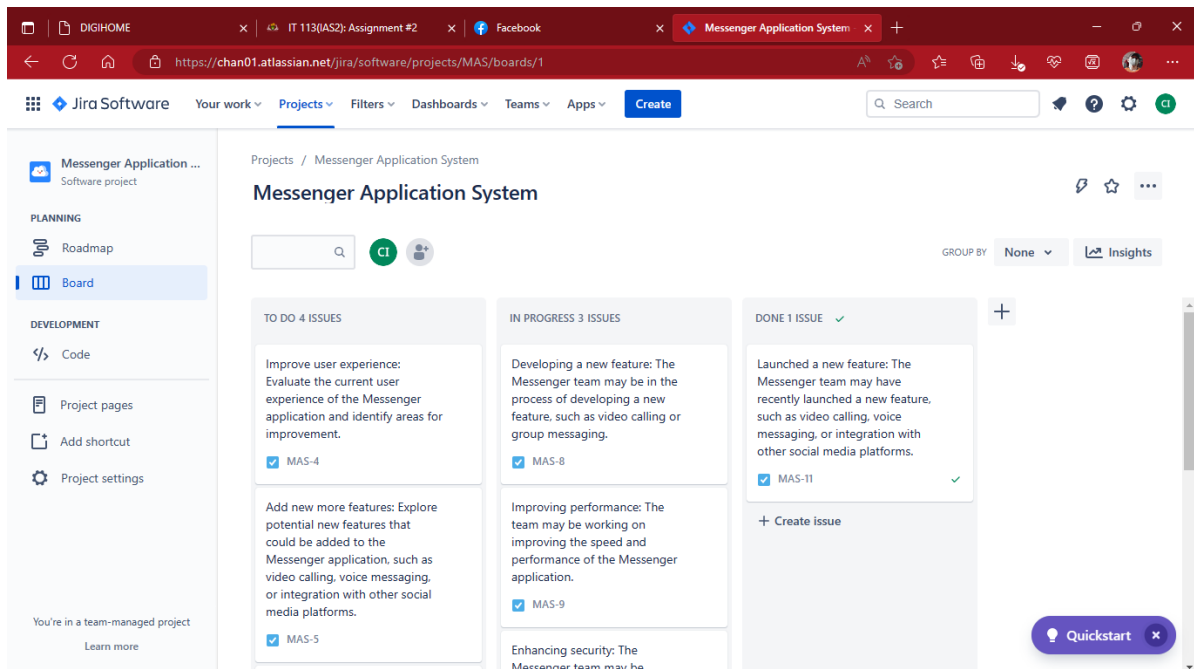 DIGIHOME
IT 113(IAS2): Assignment #2
Facebook
Messenger Application System
https://chan01.atlassian.net/jira/software/projects/MAS/boards/1
Jira Software
Your work
Projects
Filters
Dashboards
Teams
Apps
Create
Search
CI
Messenger Application ...
Software project
PLANNING
Roadmap
Board
DEVELOPMENT
Code
Project pages
Add shortcut
Project settings
You're in a team-managed project
Learn more
Projects / Messenger Application System
Messenger Application System
CI
GROUP BY
None
Insights
TO DO 4 ISSUES
Improve user experience:
Evaluate the current user
experience of the Messenger
application and identify areas for
improvement.
MAS-4
Add new more features: Explore
potential new features that
could be added to the
Messenger application, such as
video calling, voice messaging,
or integration with other social
media platforms.
MAS-5
IN PROGRESS 3 ISSUES
Developing a new feature: The
Messenger team may be in the
process of developing a new
feature, such as video calling or
group messaging.
MAS-8
Improving performance: The
team may be working on
improving the speed and
performance of the Messenger
application.
MAS-9
Enhancing security: The
Messenger team may be
DONE 1 ISSUE
Launched a new feature: The
Messenger team may have
recently launched a new feature,
such as video calling, voice
messaging, or integration with
other social media platforms.
MAS-11
+ Create issue
Quickstart